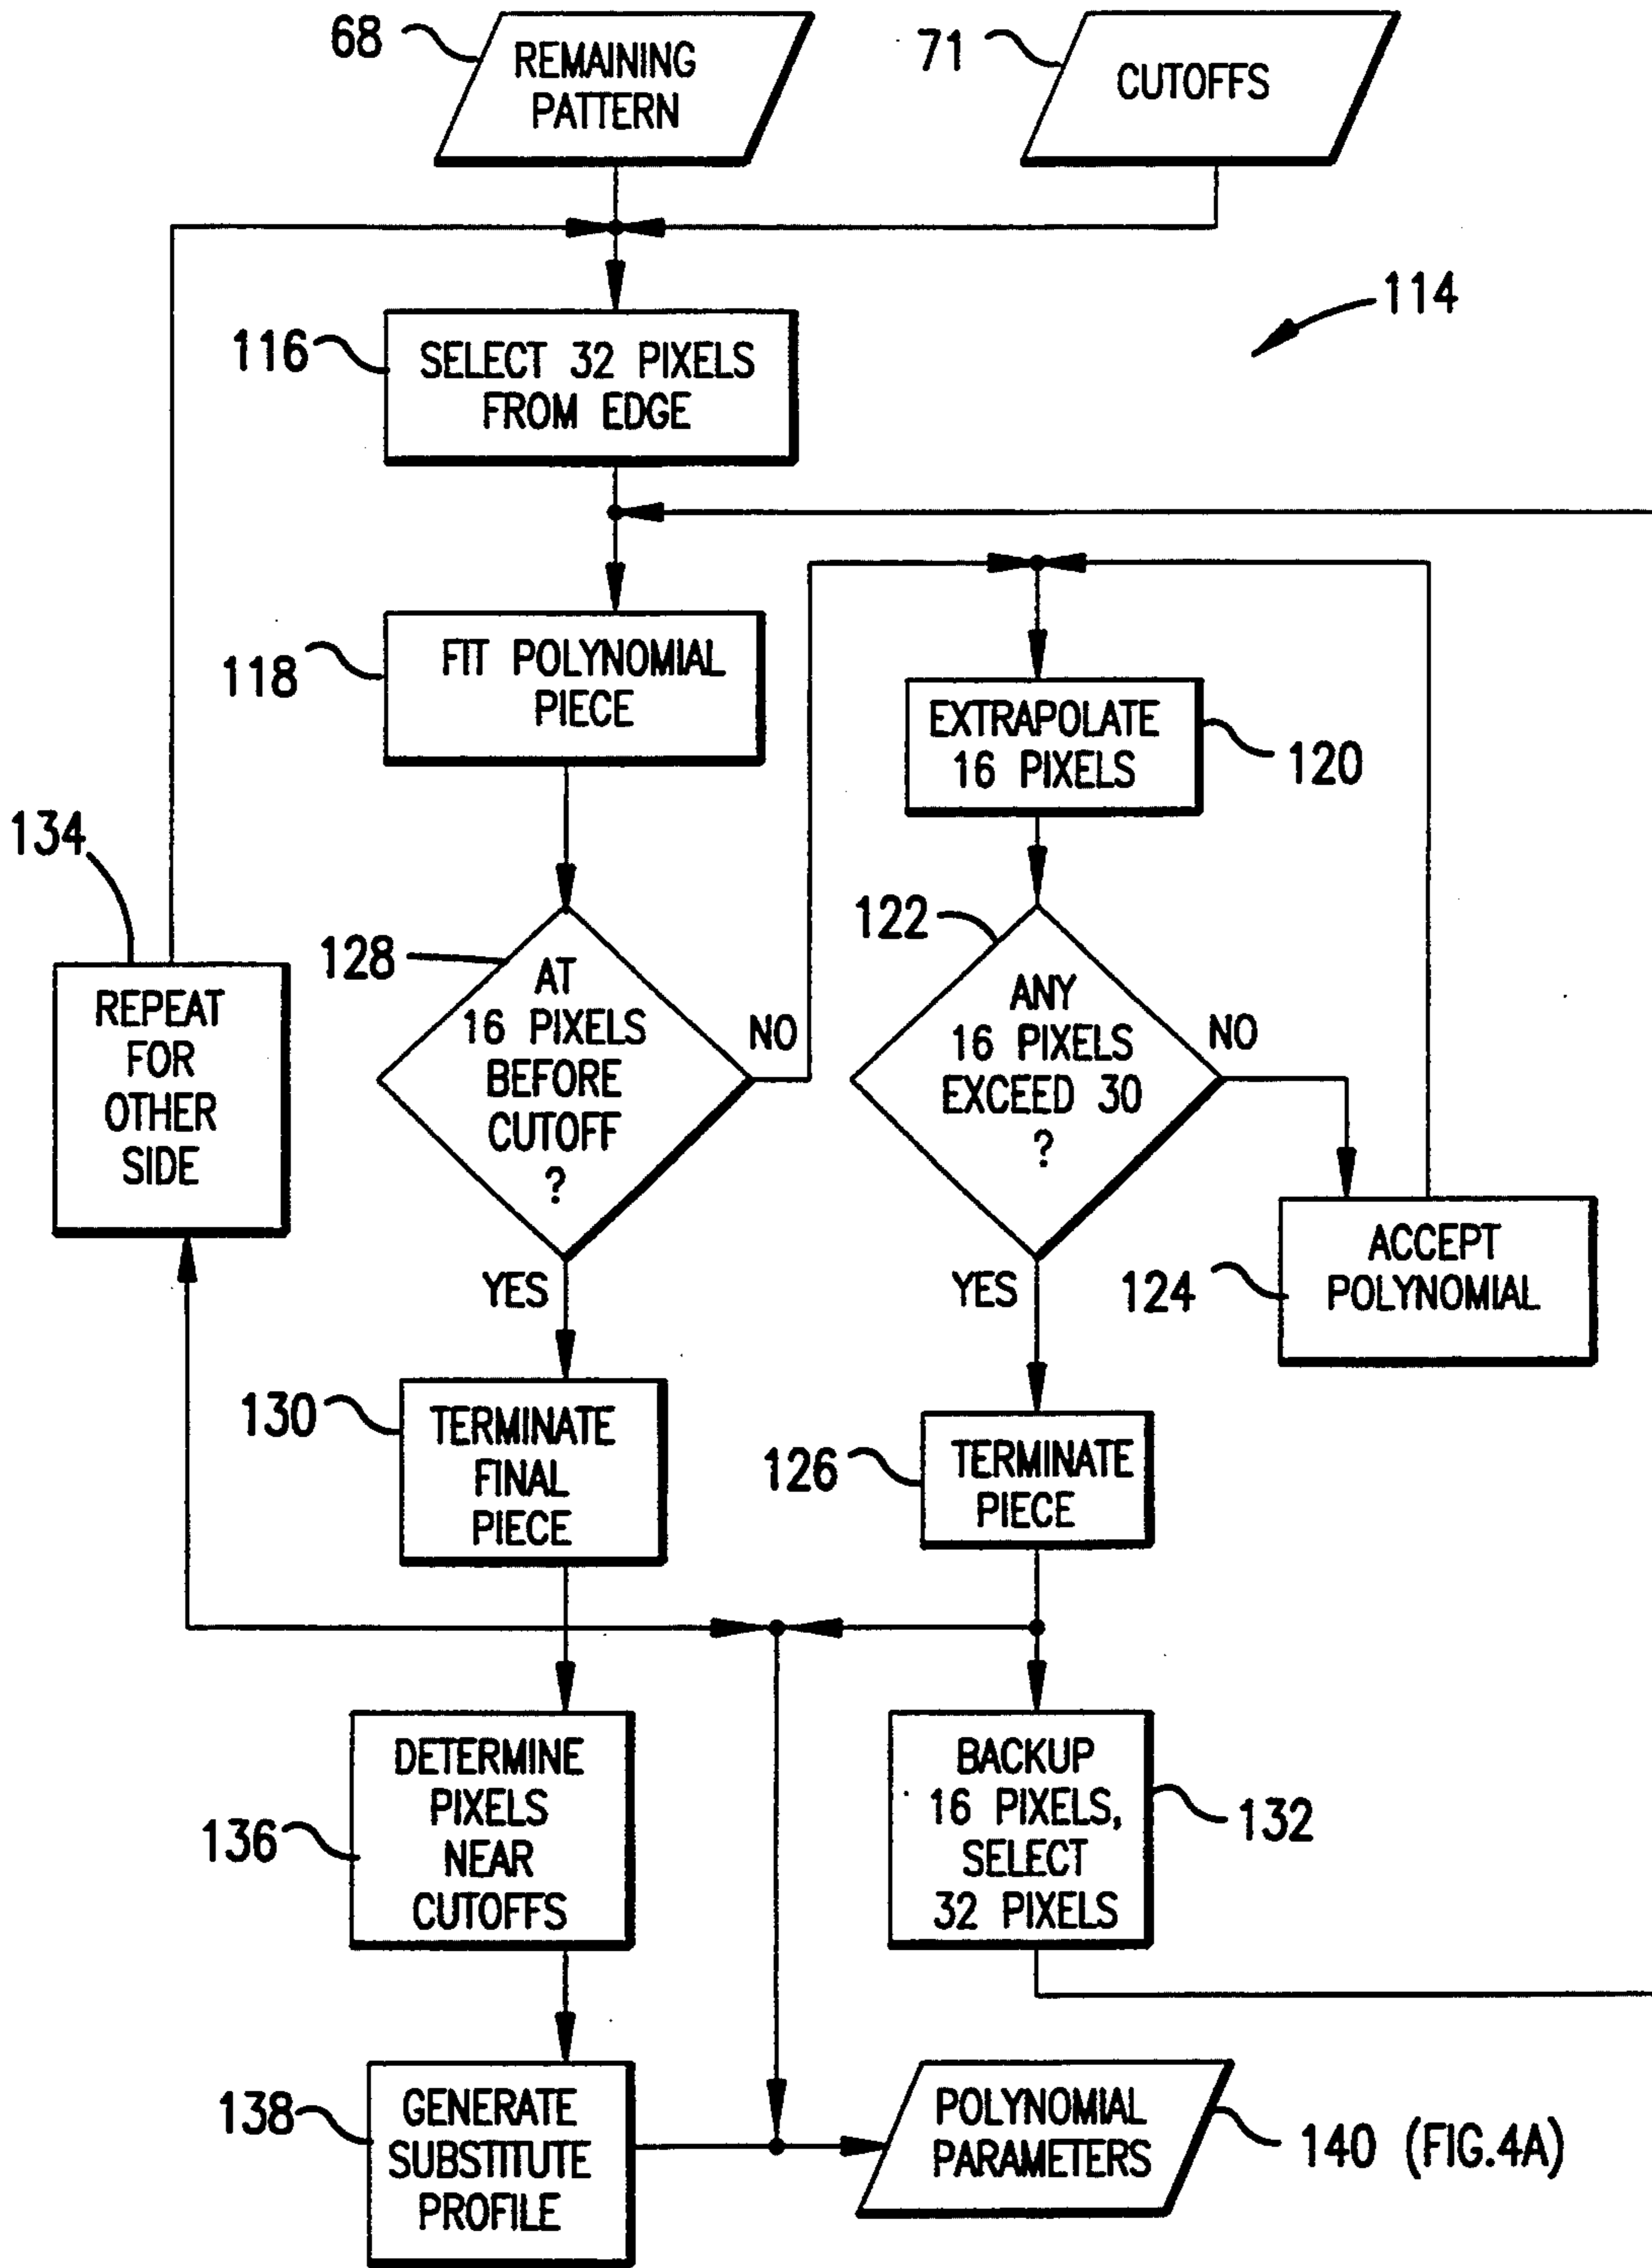 68
REMAINING
PATTERN
71
CUTOFFS
114
116
SELECT 32 PIXELS
FROM EDGE
118
FIT POLYNOMIAL
PIECE
EXTRAPOLATE
16 PIXELS
120
134
REPEAT
FOR
OTHER
SIDE
128
AT
16 PIXELS
BEFORE
CUTOFF
?
NO
YES
122
ANY
16 PIXELS
EXCEED 30
?
NO
YES
124
ACCEPT
POLYNOMIAL
130
TERMINATE
FINAL
PIECE
126
TERMINATE
PIECE
136
DETERMINE
PIXELS
NEAR
CUTOFFS
BACKUP
16 PIXELS,
SELECT
32 PIXELS
132
138
GENERATE
SUBSTITUTE
PROFILE
POLYNOMIAL
PARAMETERS
140 (FIG.4A)